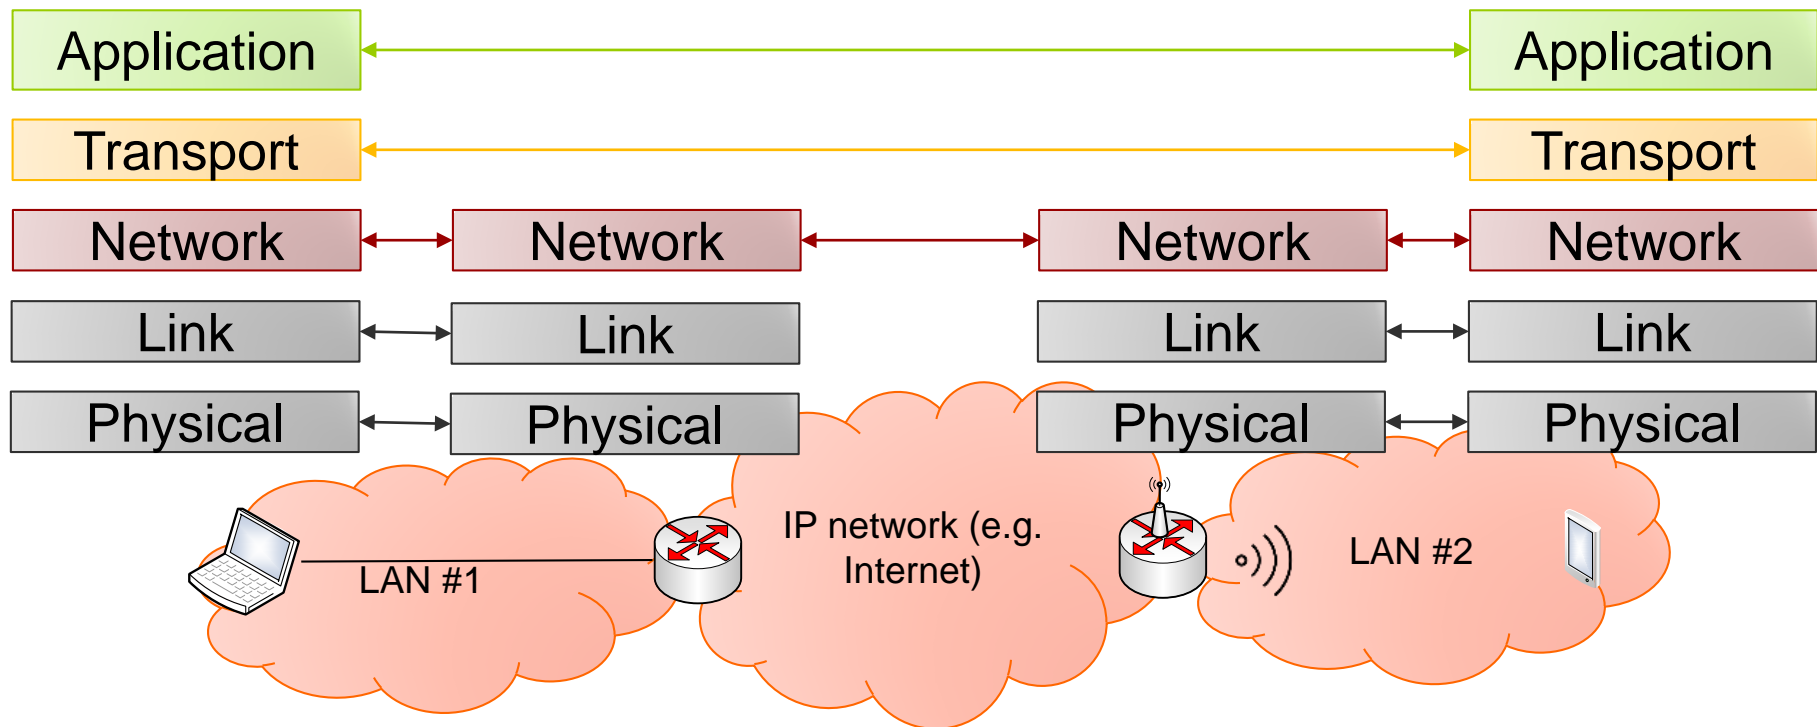 Application
Application
Transport
Transport
Network
Network
Network
Network
Link
Link
Link
Link
Physical
Physical
Physical
Physical
IP network (e.g.
Internet)
LAN #1
LAN #2